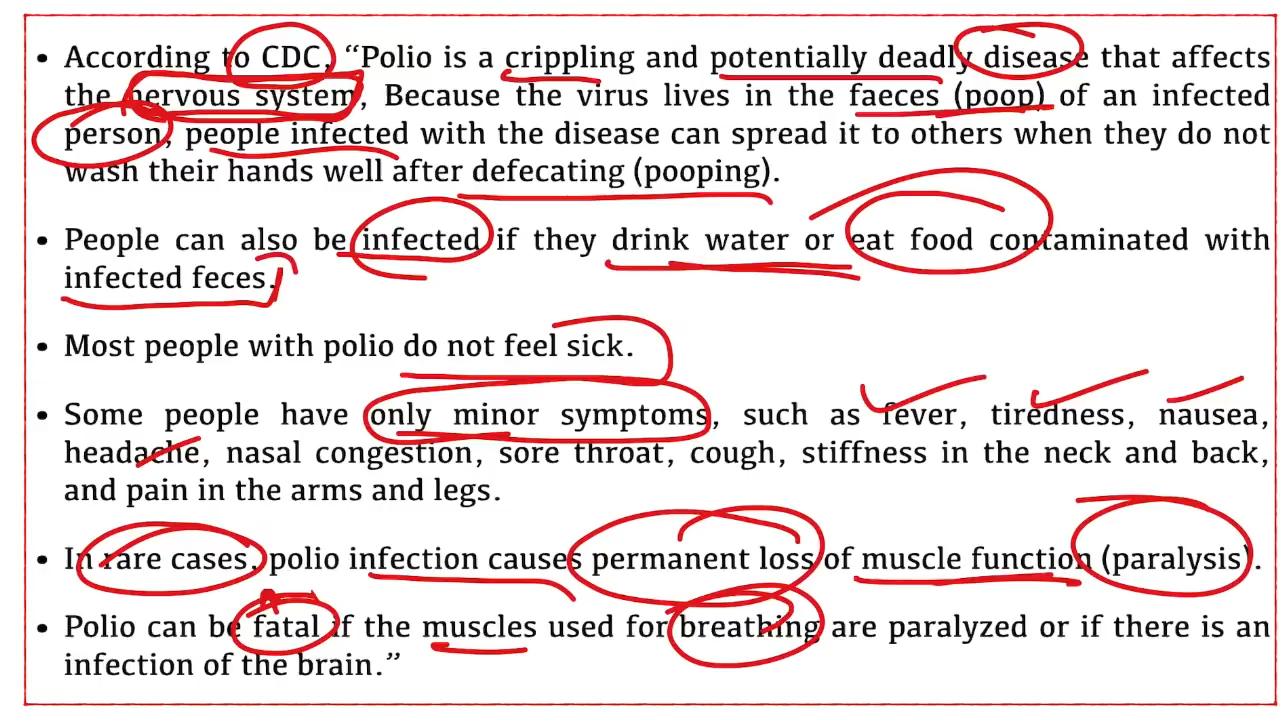 • According to CDC, “Polio is a crippling and potentially deadly disease that affects
the nervous system, Because the virus lives in the faeces (poop) of an infected
person, people infected with the disease can spread it to others when they do not
wash their hands well after defecating (pooping).
• People can also be infected if they drink water or eat food contaminated with
infected feces.
• Most people with polio do not feel sick.
• Some people have only minor symptoms, such as fever, tiredness, nausea,
headache, nasal congestion, sore throat, cough, stiffness in the neck and back,
and pain in the arms and legs.
• In rare cases, polio infection causes permanent loss of muscle function (paralysis).
• Polio can be fatal if the muscles used for breathing are paralyzed or if there is an
infection of the brain.”